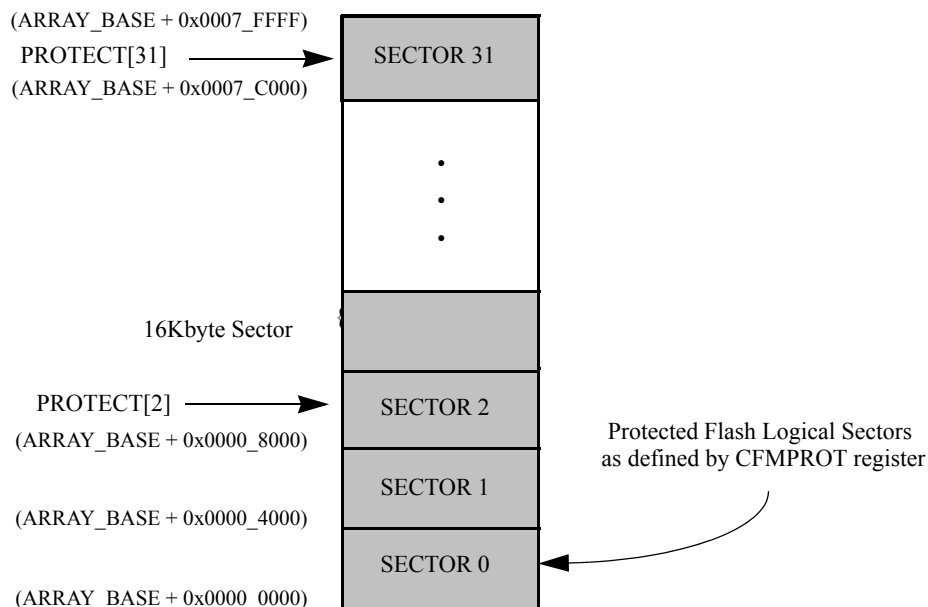 (ARRAY_BASE + 0x0007_FFFF)
PROTECT[31]
SECTOR 31
(ARRAY_BASE + 0x0007_C000)
16Kbyte Sector
{
PROTECT[2]
SECTOR 2
(ARRAY_BASE + 0x0000_8000)
Protected Flash Logical Sectors
as defined by CFMPROT register
SECTOR 1
(ARRAY_BASE + 0x0000_4000)
SECTOR 0
(ARRAY_BASE + 0x0000_0000)